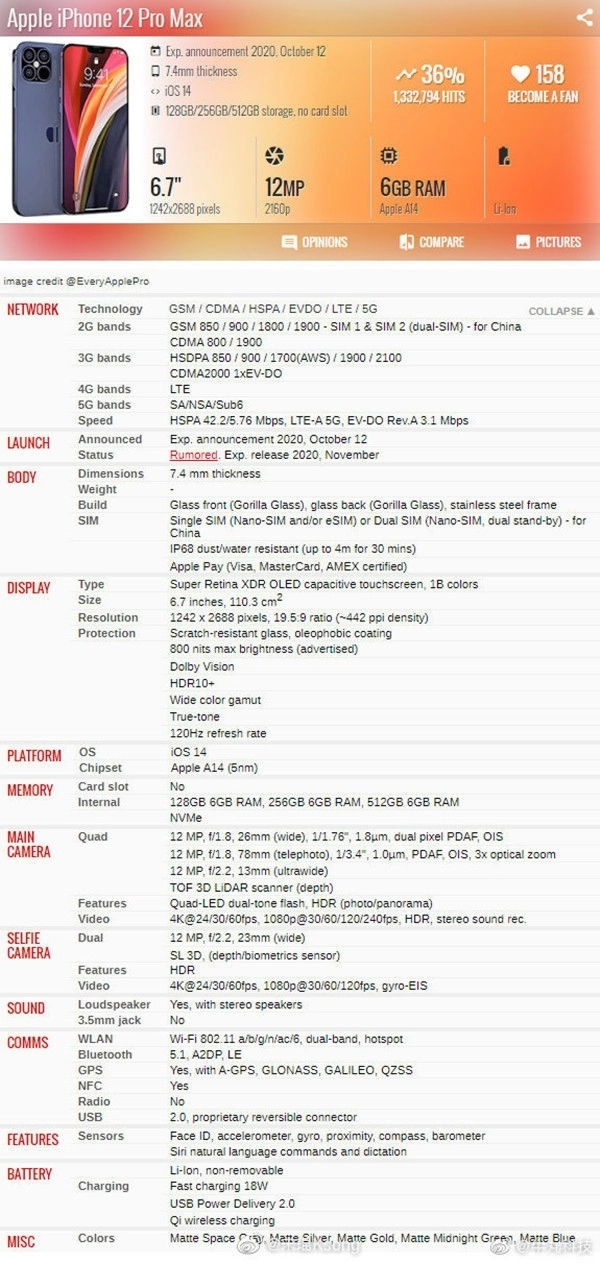 Apple iPhone 12 Pro Max
Exp. announcement 2020, October 12
7.4mm thickness
iOS 14
128GB/256GB/512GB storage, no card slot
36%
1,332,794 HITS
158
BECOME A FAN
9:41
6.7"
1242x2688 pixels
12MP
2160p
6GB RAM
Apple A14
Li-Ion
OPINIONS
COMPARE
PICTURES
image credit @EveryApplePro
NETWORK Technology GSM / CDMA / HSPA / EVDO / LTE / 5G COLLAPSE ▲
2G bands GSM 850 / 900 / 1800 / 1900 - SIM 1 & SIM 2 (dual-SIM) - for China
CDMA 800 / 1900
3G bands HSDPA 850 / 900 / 1700(AWS) / 1900 / 2100
CDMA2000 1xEV-DO
4G bands LTE
5G bands SA/NSA/Sub6
Speed HSPA 42.2/5.76 Mbps, LTE-A 5G, EV-DO Rev.A 3.1 Mbps
LAUNCH Announced Exp. announcement 2020, October 12
Status Rumored. Exp. release 2020, November
BODY Dimensions 7.4 mm thickness
Weight -
Build Glass front (Gorilla Glass), glass back (Gorilla Glass), stainless steel frame
SIM Single SIM (Nano-SIM and/or eSIM) or Dual SIM (Nano-SIM, dual stand-by) - for
China
IP68 dust/water resistant (up to 4m for 30 mins)
Apple Pay (Visa, MasterCard, AMEX certified)
DISPLAY Type Super Retina XDR OLED capacitive touchscreen, 1B colors
Size 6.7 inches, 110.3 cm²
Resolution 1242 x 2688 pixels, 19.5:9 ratio (~442 ppi density)
Protection Scratch-resistant glass, oleophobic coating
800 nits max brightness (advertised)
Dolby Vision
HDR10+
Wide color gamut
True-tone
120Hz refresh rate
PLATFORM OS iOS 14
Chipset Apple A14 (5nm)
MEMORY Card slot No
Internal 128GB 6GB RAM, 256GB 6GB RAM, 512GB 6GB RAM
NVMe
MAIN CAMERA Quad 12 MP, f/1.8, 26mm (wide), 1/1.76", 1.8µm, dual pixel PDAF, OIS
12 MP, f/1.8, 78mm (telephoto), 1/3.4", 1.0µm, PDAF, OIS, 3x optical zoom
12 MP, f/2.2, 13mm (ultrawide)
TOF 3D LiDAR scanner (depth)
Features Quad-LED dual-tone flash, HDR (photo/panorama)
Video 4K@24/30/60fps, 1080p@30/60/120/240fps, HDR, stereo sound rec.
SELFIE CAMERA Dual 12 MP, f/2.2, 23mm (wide)
SL 3D, (depth/biometrics sensor)
Features HDR
Video 4K@24/30/60fps, 1080p@30/60/120fps, gyro-EIS
SOUND Loudspeaker Yes, with stereo speakers
3.5mm jack No
COMMS WLAN Wi-Fi 802.11 a/b/g/n/ac/6, dual-band, hotspot
Bluetooth 5.1, A2DP, LE
GPS Yes, with A-GPS, GLONASS, GALILEO, QZSS
NFC Yes
Radio No
USB 2.0, proprietary reversible connector
FEATURES Sensors Face ID, accelerometer, gyro, proximity, compass, barometer
Siri natural language commands and dictation
BATTERY Li-Ion, non-removable
Charging Fast charging 18W
USB Power Delivery 2.0
Qi wireless charging
MISC Colors Matte Space Gray, Matte Silver, Matte Gold, Matte Midnight Green, Matte Blue